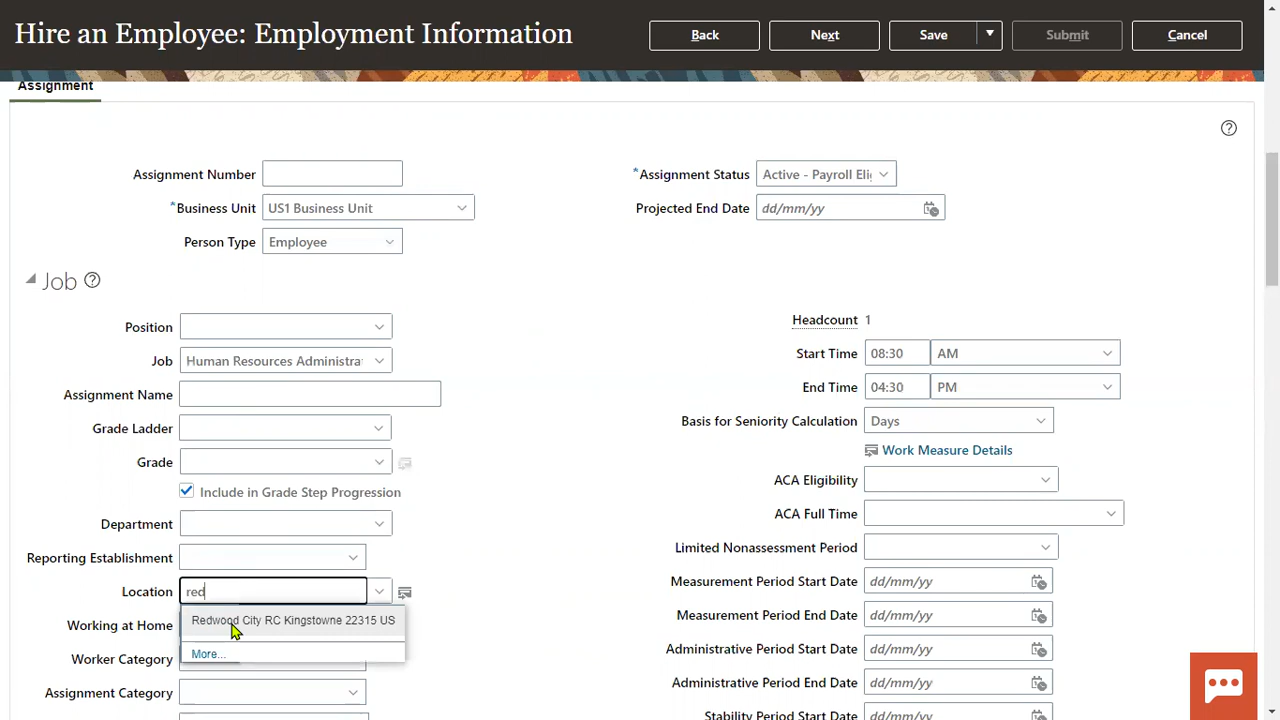 Hire an Employee: Employment Information
Back
Next
Save
Submit
Cancel
Assignment
Assignment Number
*Assignment Status Active - Payroll Eli
*Business Unit US1 Business Unit
Projected End Date dd/mm/yy
Person Type Employee
Job
Position
Headcount 1
Start Time 08:30 AM
Job Human Resources Administrat
End Time 04:30 PM
Assignment Name
Basis for Seniority Calculation Days
Grade Ladder
Work Measure Details
Grade
ACA Eligibility
Include in Grade Step Progression
ACA Full Time
Department
Limited Nonassessment Period
Reporting Establishment
Measurement Period Start Date dd/mm/yy
Location red
Measurement Period End Date dd/mm/yy
Redwood City RC Kingstowne 22315 US
Working at Home
Administrative Period Start Date dd/mm/yy
More...
Worker Category
Administrative Period End Date dd/mm/yy
Assignment Category
Stability Period Start Date dd/mm/yy